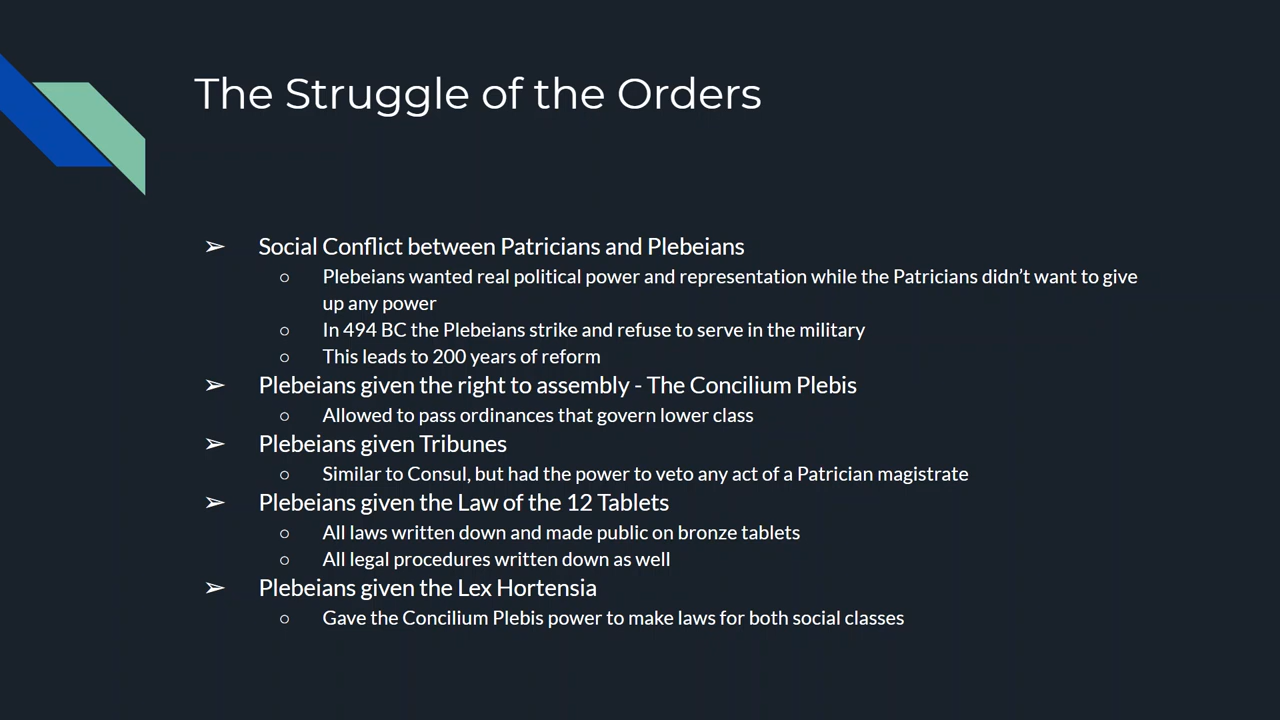 The Struggle of the Orders
➢ Social Conflict between Patricians and Plebeians
○ Plebeians wanted real political power and representation while the Patricians didn’t want to give
up any power
○ In 494 BC the Plebeians strike and refuse to serve in the military
○ This leads to 200 years of reform
➢ Plebeians given the right to assembly - The Concilium Plebis
○ Allowed to pass ordinances that govern lower class
➢ Plebeians given Tribunes
○ Similar to Consul, but had the power to veto any act of a Patrician magistrate
➢ Plebeians given the Law of the 12 Tablets
○ All laws written down and made public on bronze tablets
○ All legal procedures written down as well
➢ Plebeians given the Lex Hortensia
○ Gave the Concilium Plebis power to make laws for both social classes